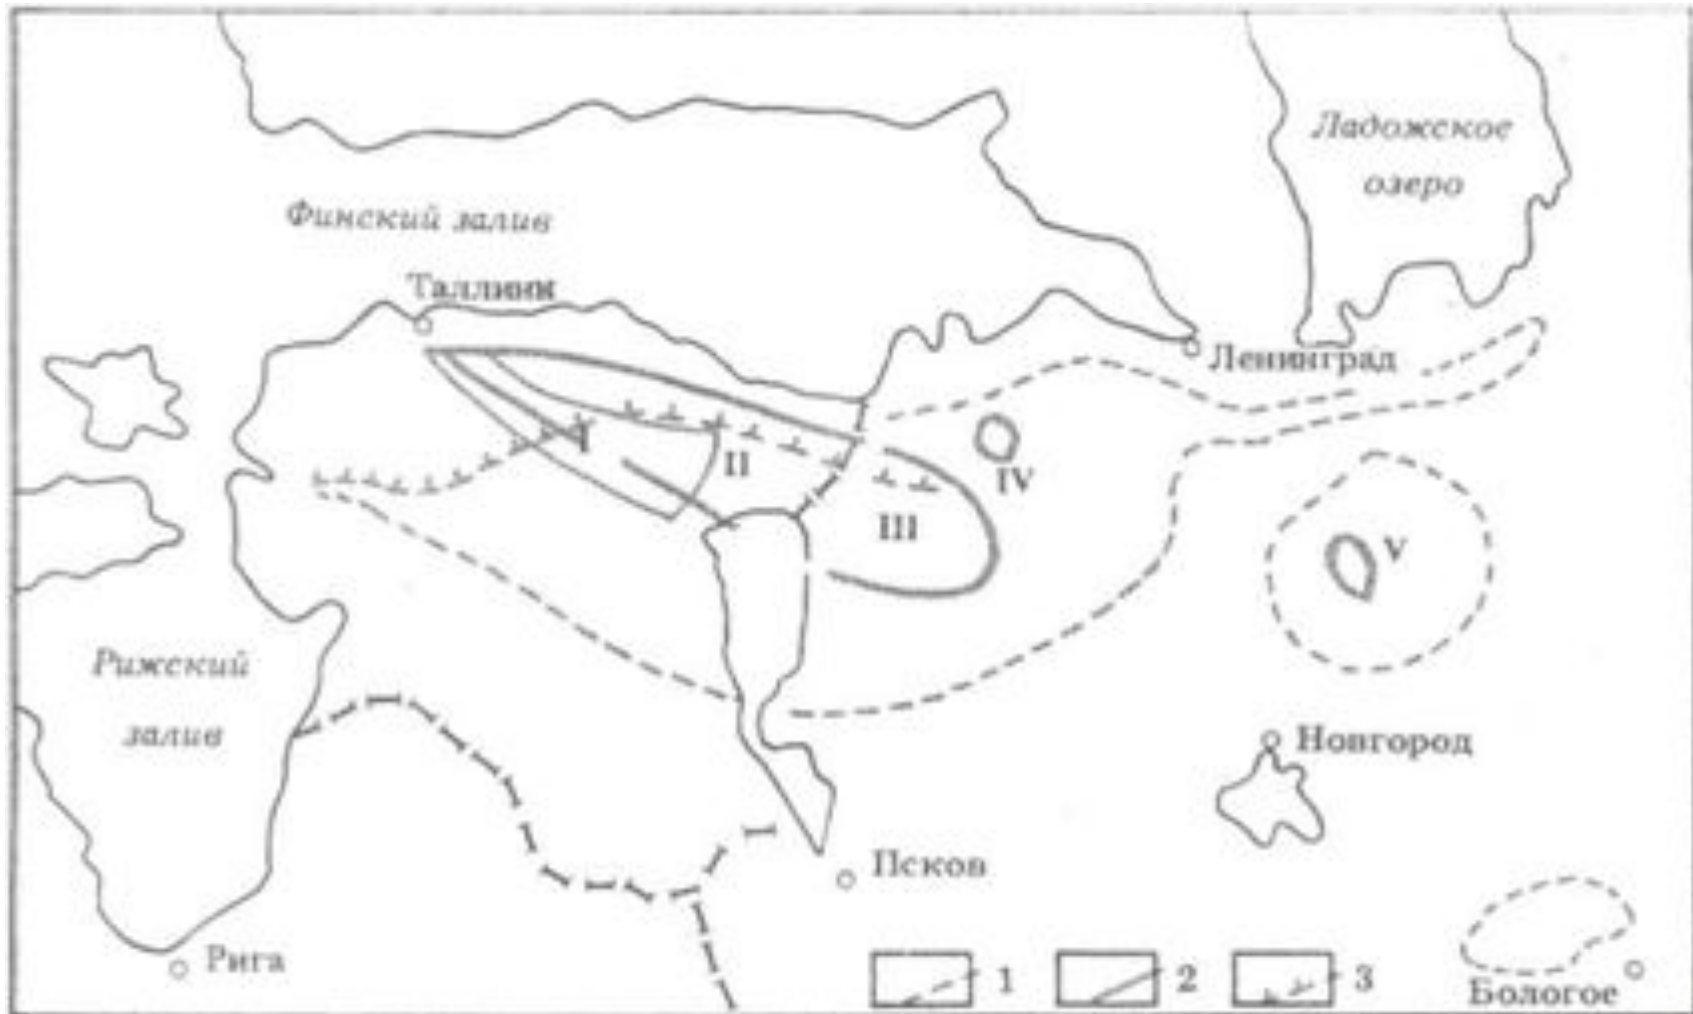 Ладожское
озеро
Финский залив
Таллинн
Ленинград
I
II
III
IV
V
Рижский
залив
Новгород
Псков
Рига
1
2
3
Бологое